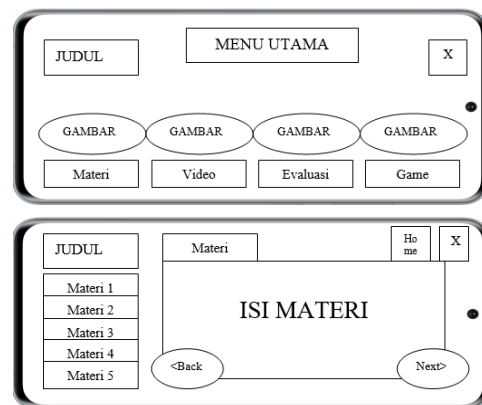 MENU UTAMA
JUDUL
X
GAMBAR GAMBAR GAMBAR GAMBAR
Materi Video Evaluasi Game
JUDUL
Materi
Ho
me
X
Materi 1
Materi 2
Materi 3
Materi 4
Materi 5
ISI MATERI
<Back
Next>